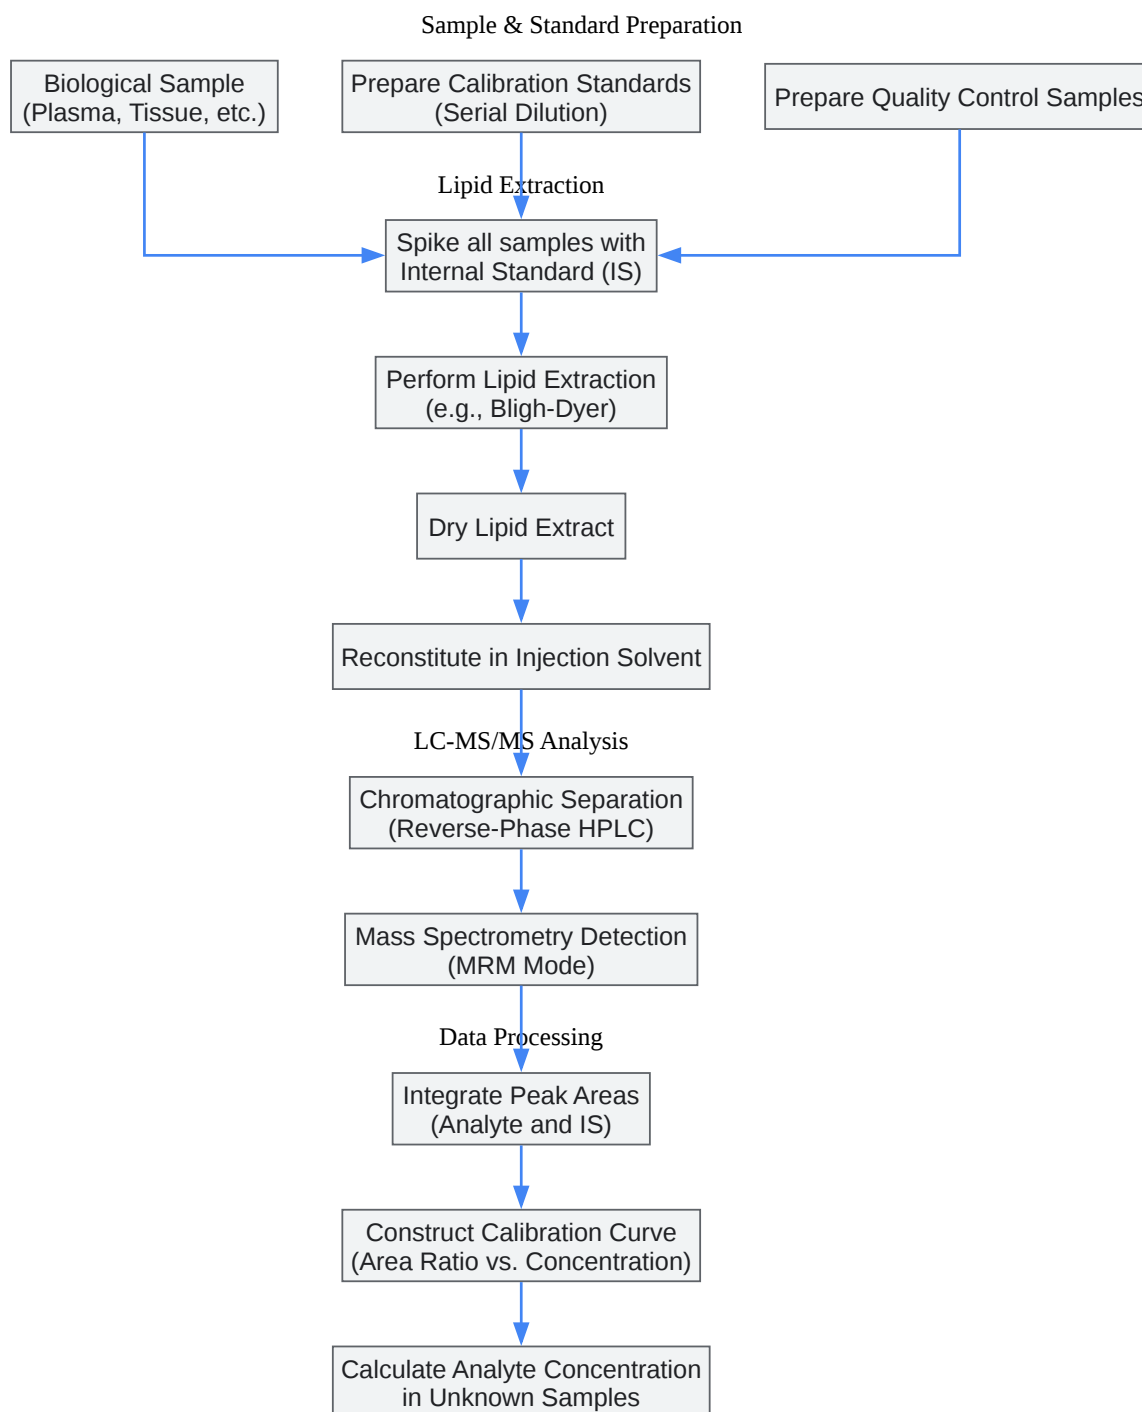 Sample & Standard Preparation
Biological Sample
(Plasma, Tissue, etc.)
Prepare Calibration Standards
(Serial Dilution)
Prepare Quality Control Samples
Lipid Extraction
Spike all samples with
Internal Standard (IS)
Perform Lipid Extraction
(e.g., Bligh-Dyer)
Dry Lipid Extract
Reconstitute in Injection Solvent
LC-MS/MS Analysis
Chromatographic Separation
(Reverse-Phase HPLC)
Mass Spectrometry Detection
(MRM Mode)
Data Processing
Integrate Peak Areas
(Analyte and IS)
Construct Calibration Curve
(Area Ratio vs. Concentration)
Calculate Analyte Concentration
in Unknown Samples